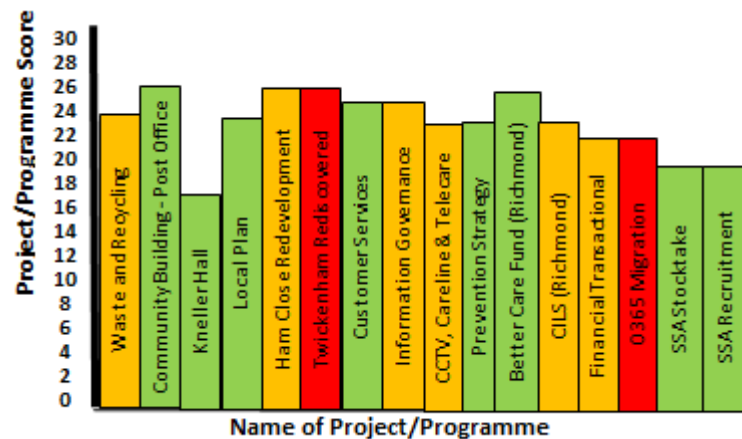 Project/Programme Score
30
28
26
24
22
20
18
16
14
12
10
8
6
4
2
0
Waste and Recycling
Community Building - Post Office
Kneller Hall
Local Plan
Ham Close Redevelopment
Twickenham Rediscovered
Customer Services
Information Governance
CCTV, Careline & Telecare
Prevention Strategy
Better Care Fund (Richmond)
CILS (Richmond)
Financial Transactional
O365 Migration
SSA Stocktake
SSA Recruitment
Name of Project/Programme